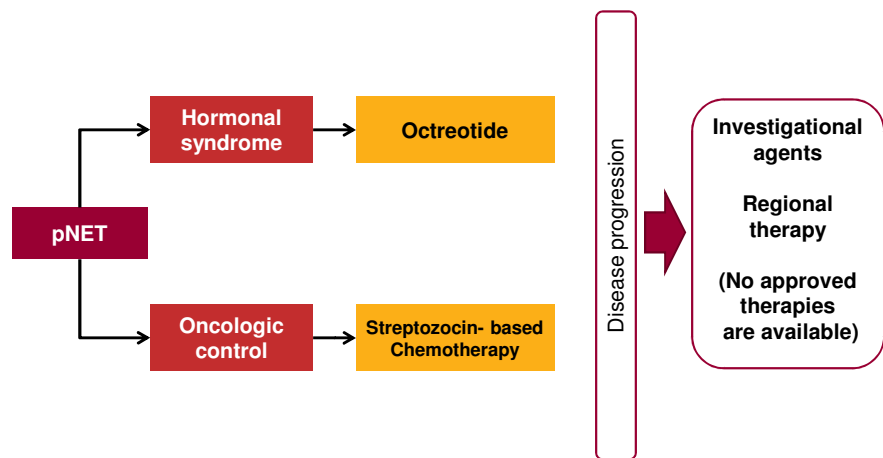 pNET
Hormonal
syndrome
Octreotide
Oncologic
control
Streptozocin- based
Chemotherapy
Disease progression
Investigational
agents
Regional
therapy
(No approved
therapies
are available)